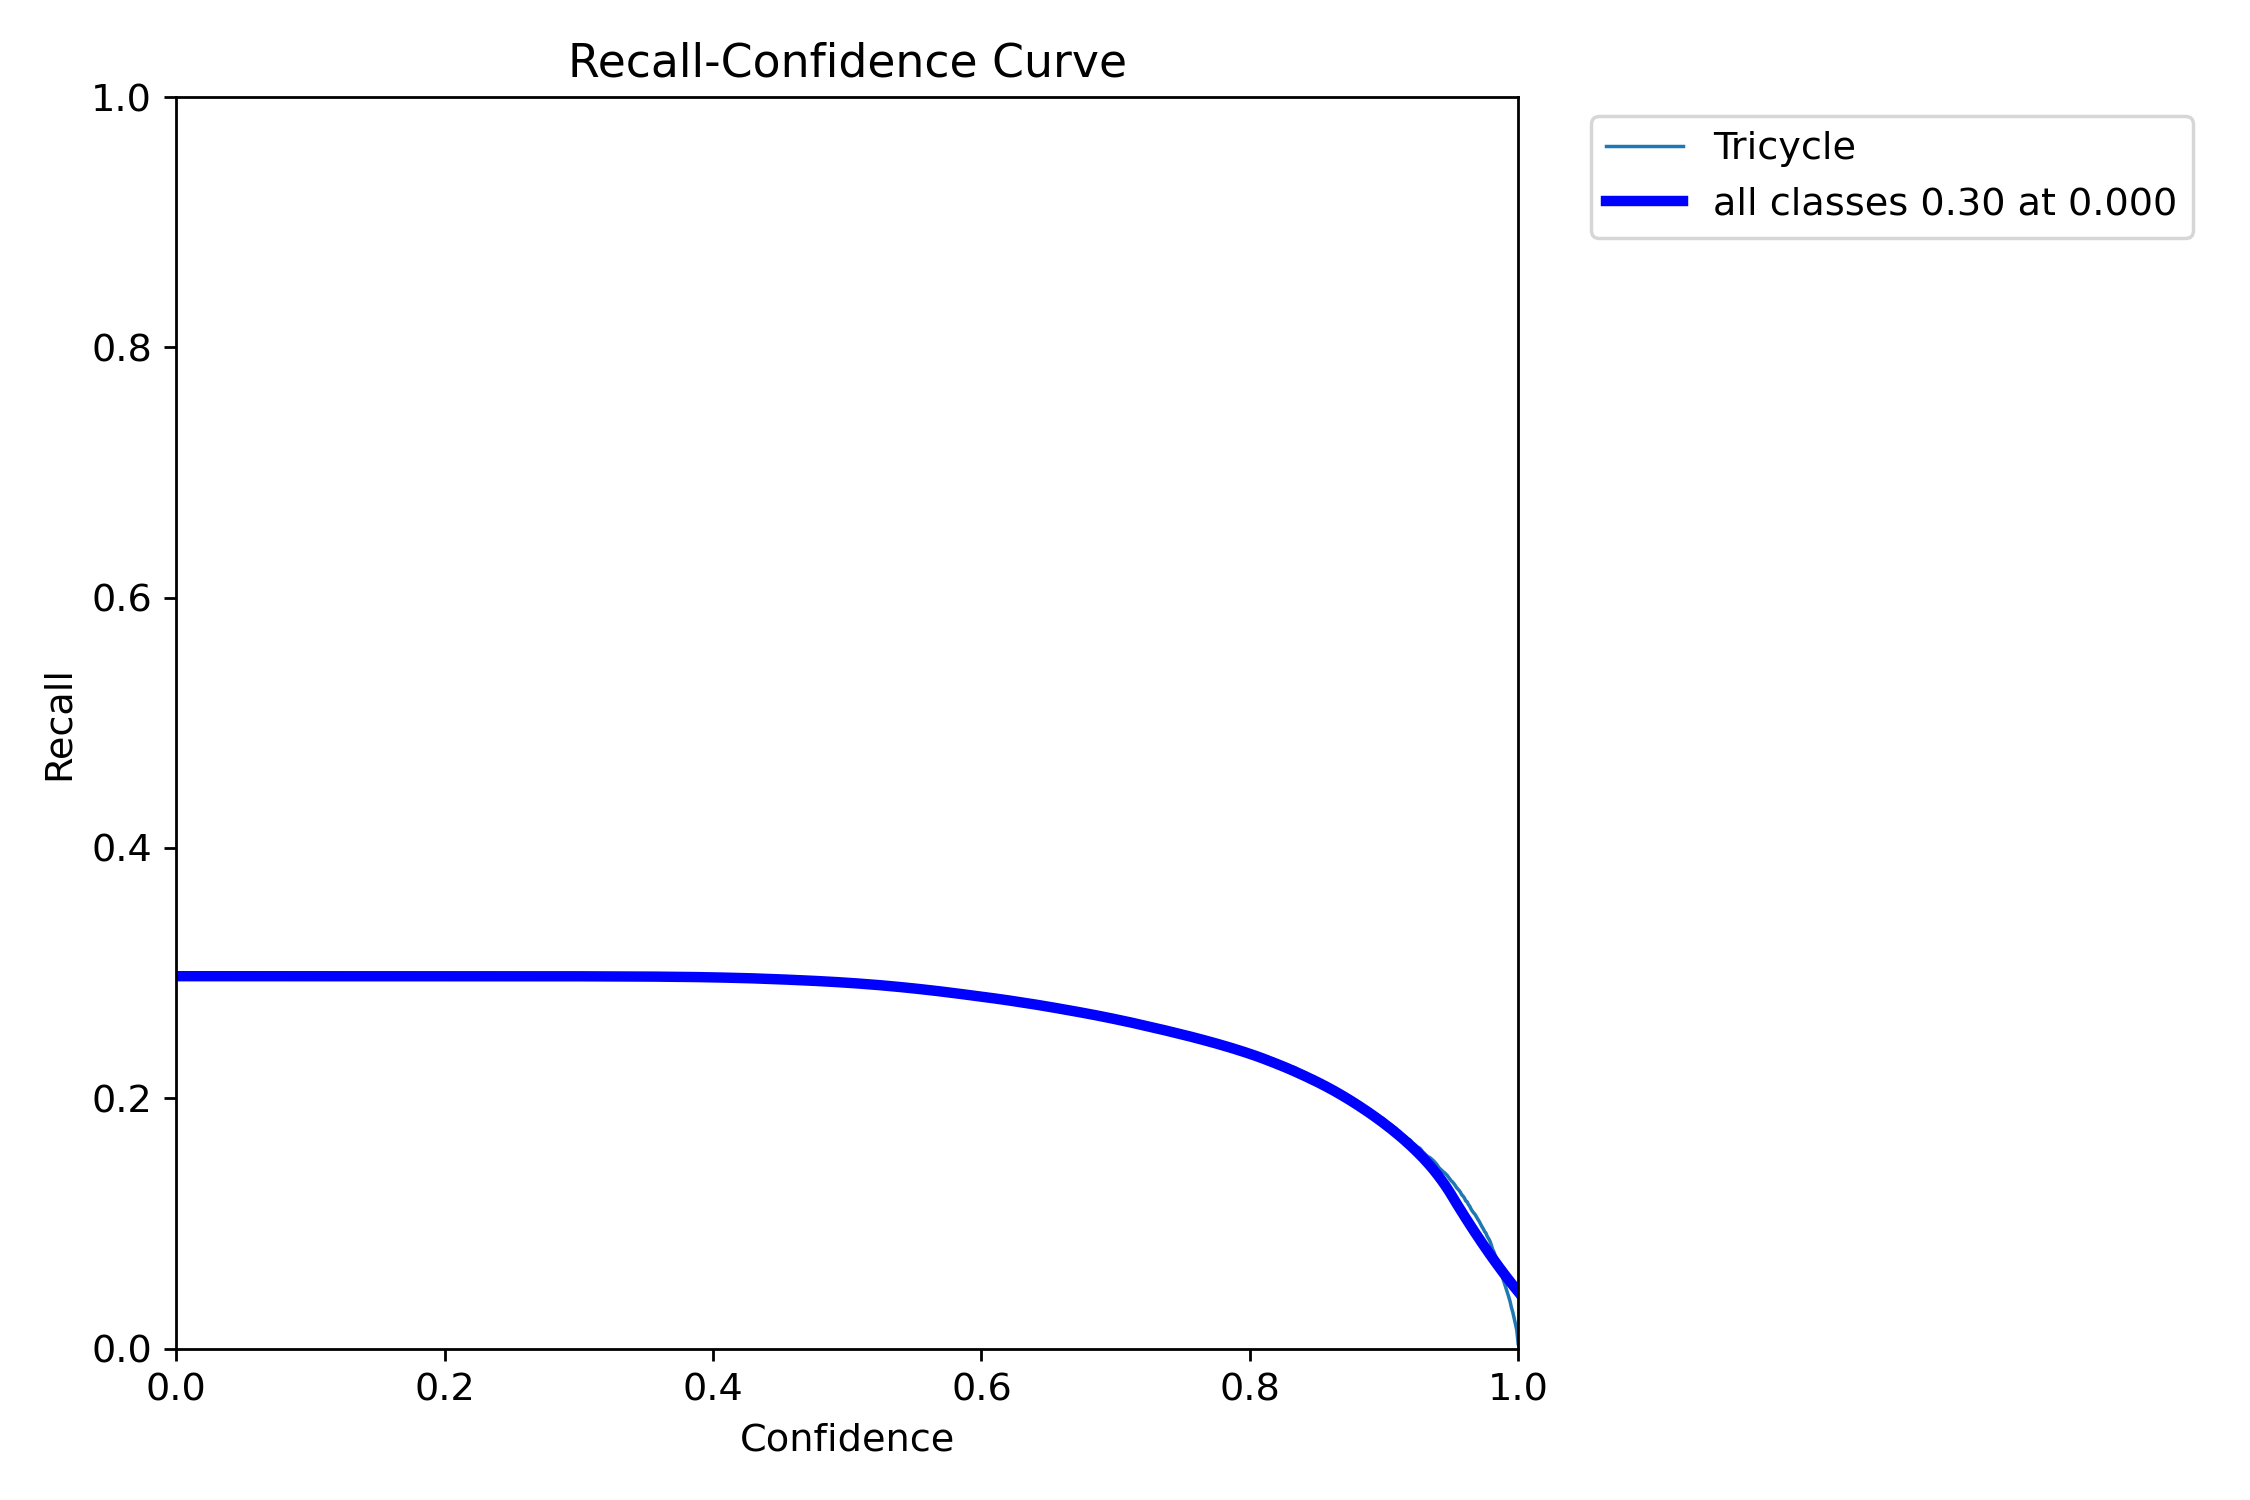 Recall-Confidence Curve
1.0
0.8
0.6
0.4
0.2
0.0
Recall
0.0 0.2 0.4 0.6 0.8 1.0
Confidence
Tricycle
all classes 0.30 at 0.000